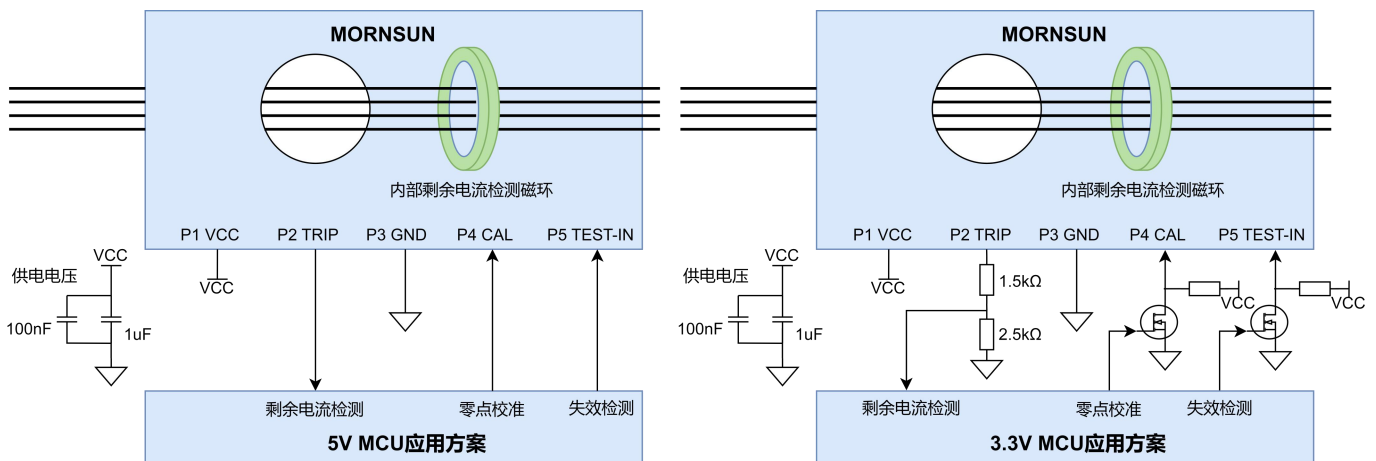 MORNSUN
内部剩余电流检测磁环
P1 VCC
P2 TRIP
P3 GND
P4 CAL
P5 TEST-IN
VCC
供电电压
VCC
100nF
1uF
剩余电流检测
零点校准
失效检测
5V MCU应用方案
MORNSUN
内部剩余电流检测磁环
P1 VCC
P2 TRIP
P3 GND
P4 CAL
P5 TEST-IN
VCC
供电电压
VCC
1.5kΩ
VCC
VCC
100nF
1uF
2.5kΩ
剩余电流检测
零点校准
失效检测
3.3V MCU应用方案